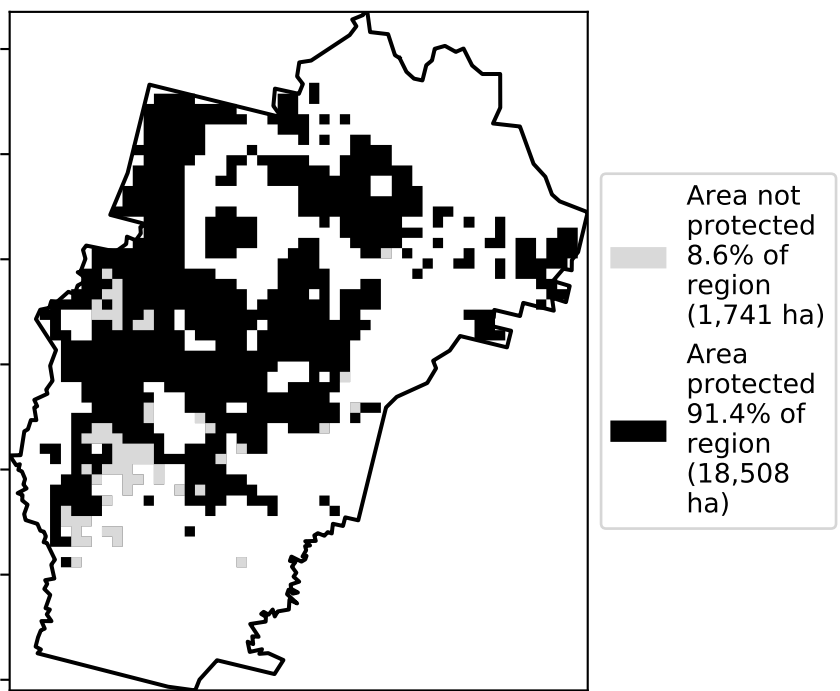 Area not
protected
8.6% of
region
(1,741 ha)
Area
protected
91.4% of
region
(18,508
ha)